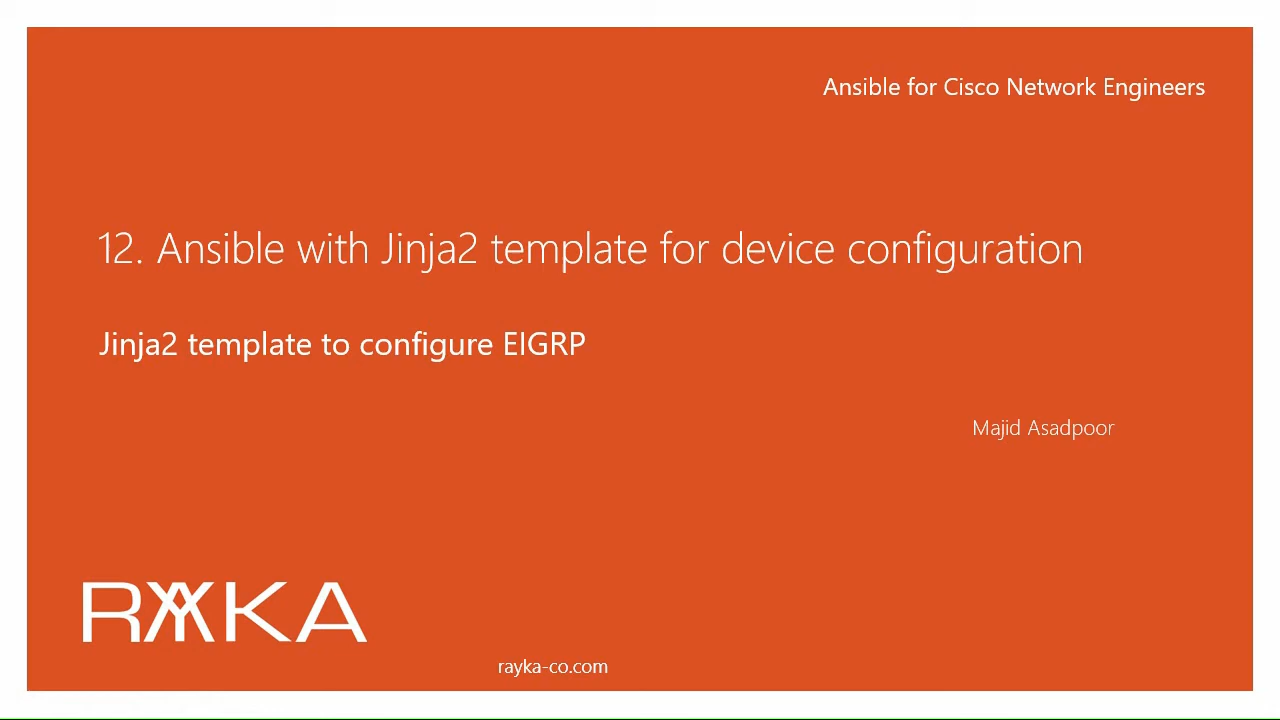 Ansible for Cisco Network Engineers
12. Ansible with Jinja2 template for device configuration
Jinja2 template to configure EIGRP
Majid Asadpoor
RAYKA
rayka-co.com